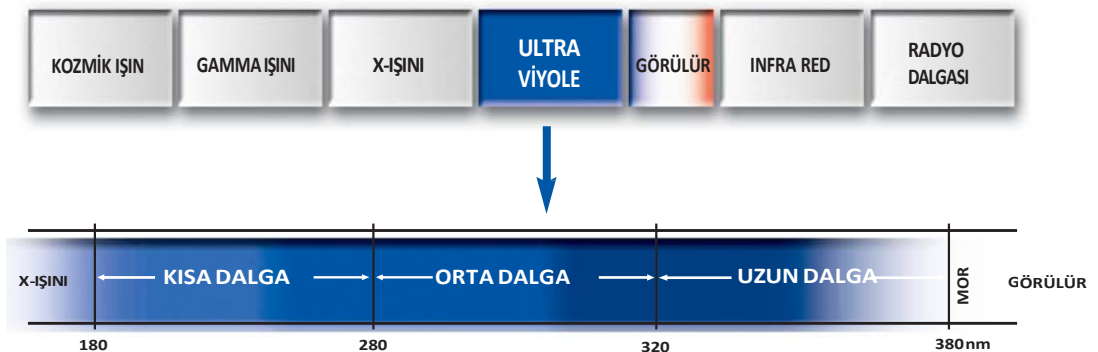 KOZMİK IŞIN
GAMMA IŞINI
X-IŞINI
ULTRA
VİYOLE
GÖRÜLÜR
INFRA RED
RADYO
DALGASI
X-IŞINI
KISA DALGA
ORTA DALGA
UZUN DALGA
MOR
GÖRÜLÜR
180
280
320
380nm